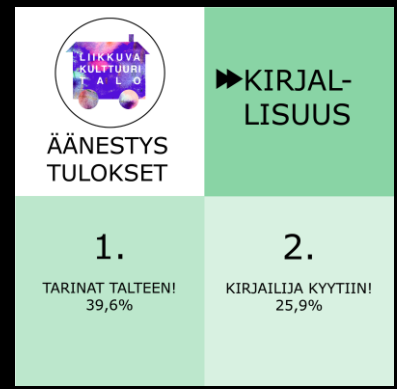 LIIKKUVA
KULTTUURI
TALO
ÄÄNESTYS
TULOKSET
KIRJAL-
LISUUS
1.
TARINAT TALTEEN!
39,6%
2.
KIRJAILIJA KYYTIIN!
25,9%